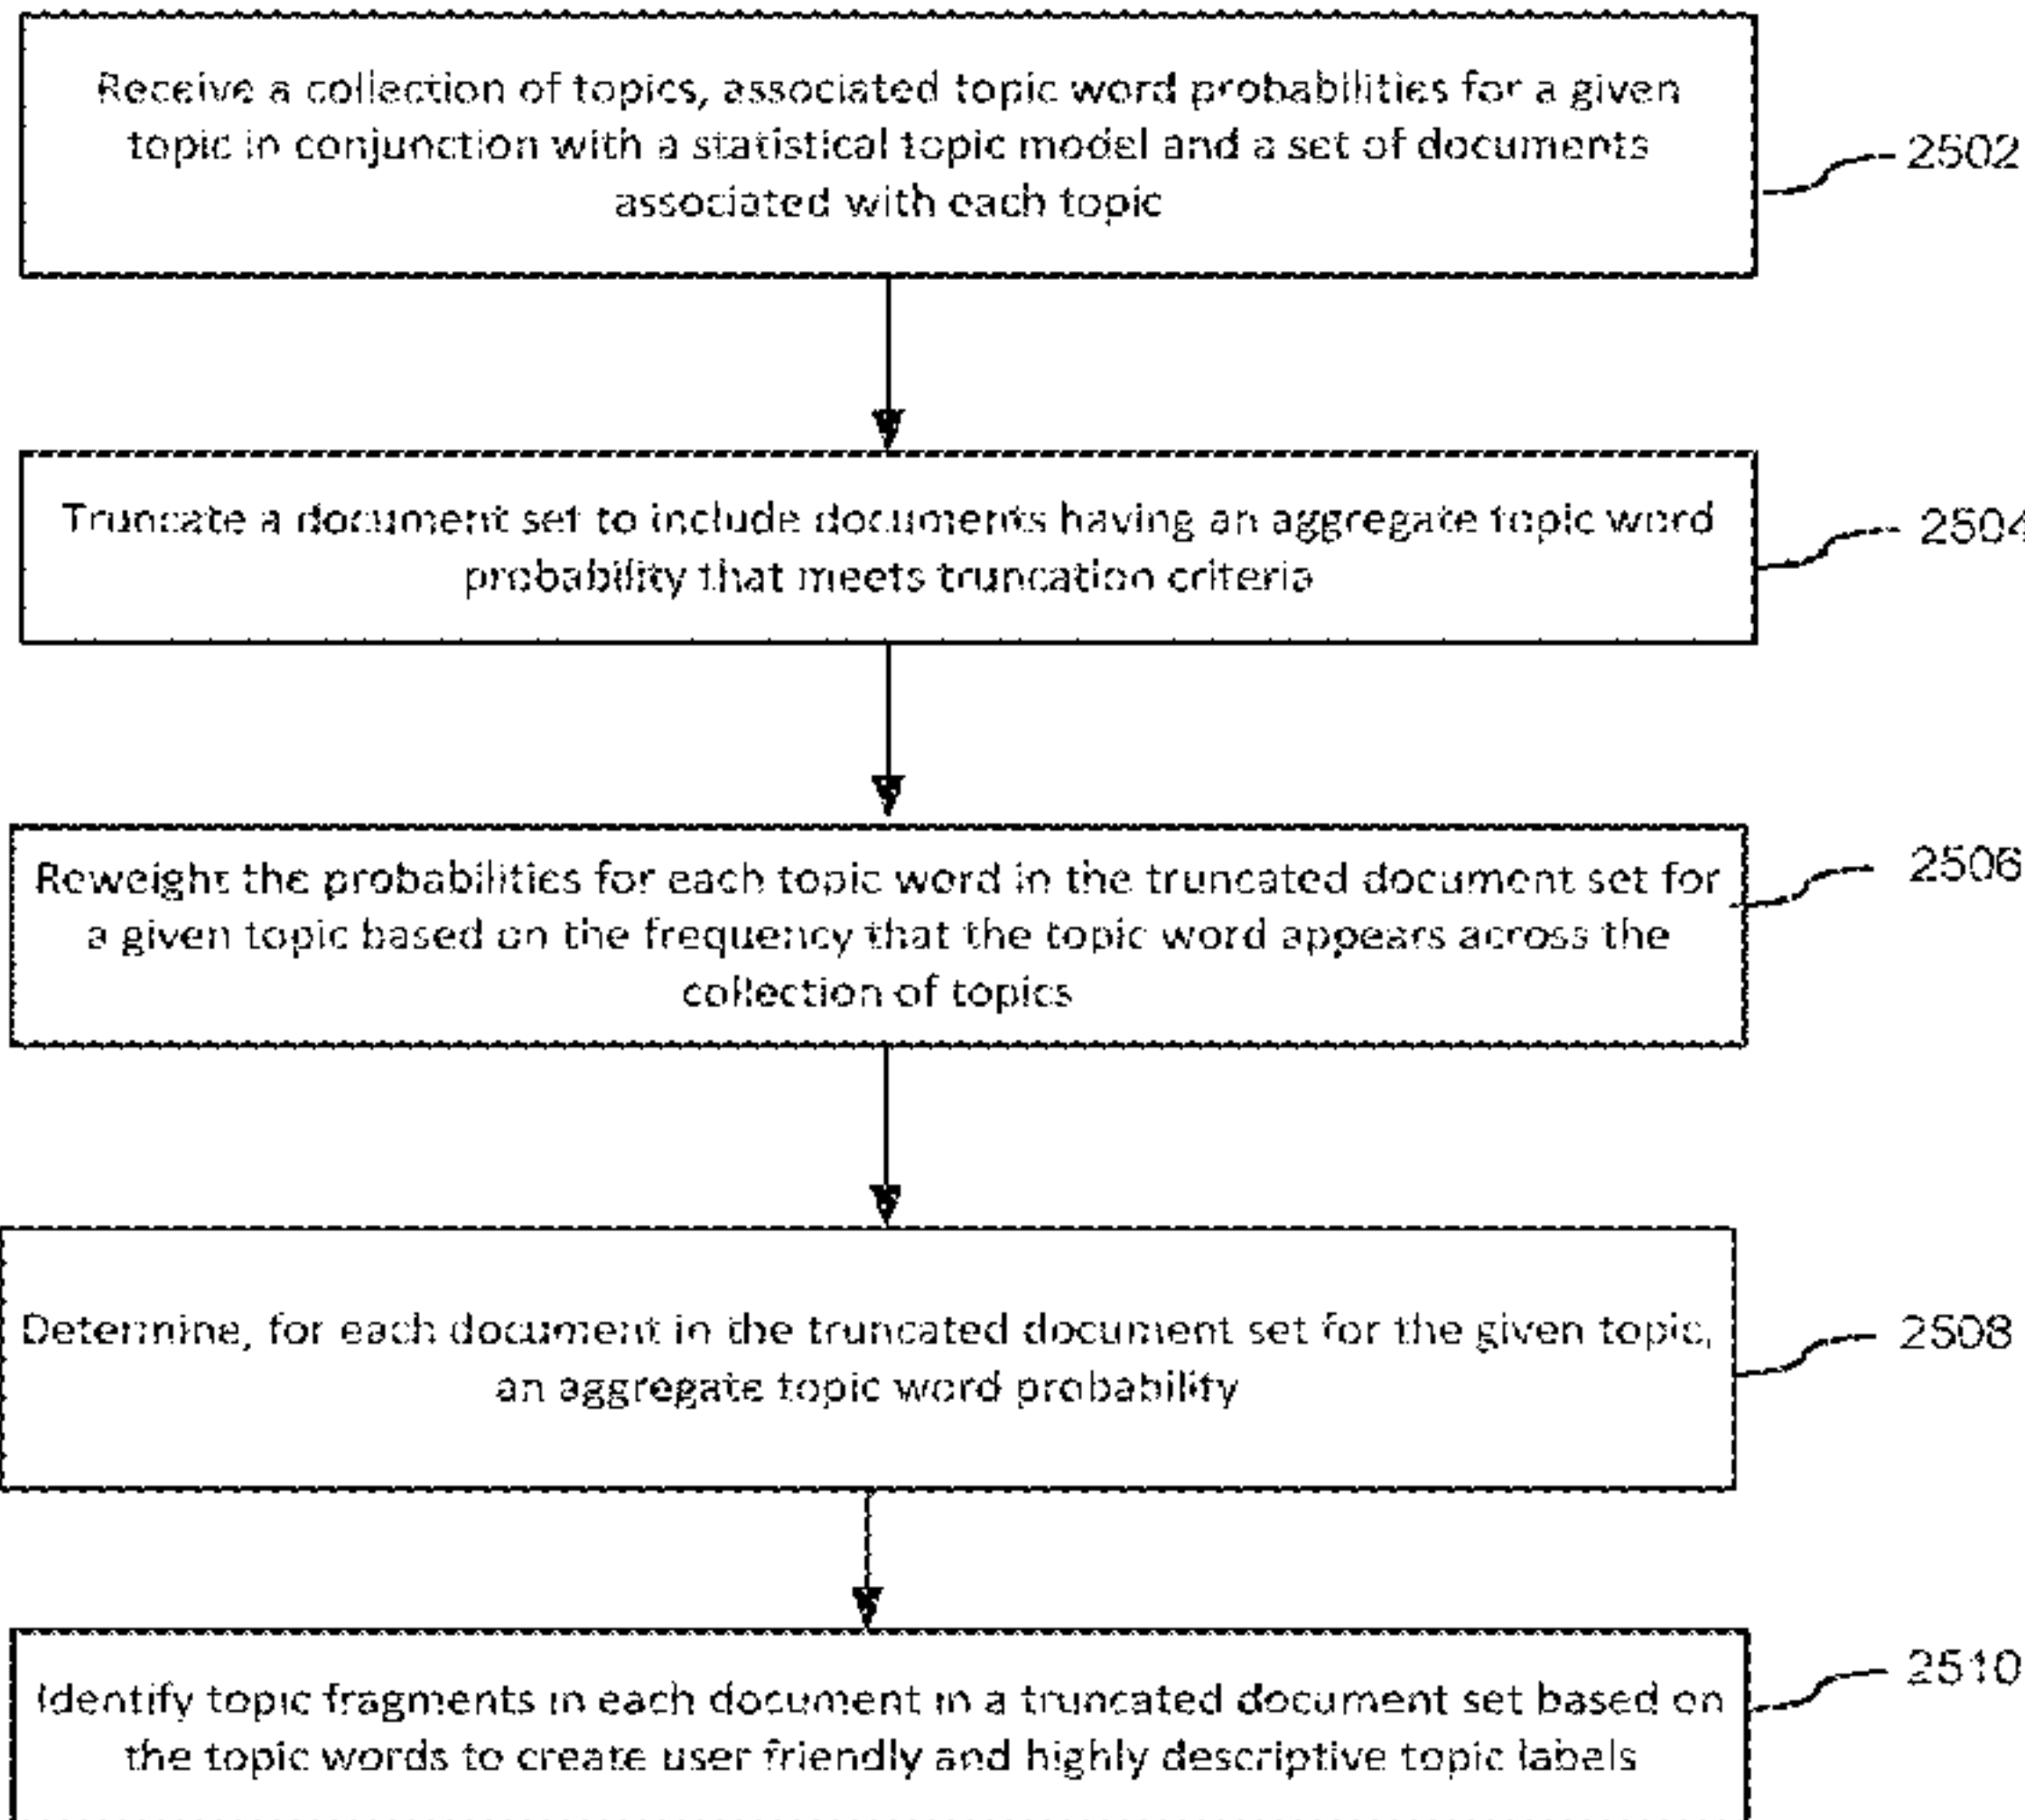 Receive a collection of topics, associated topic word probabilities for a given
topic in conjunction with a statistical topic model and a set of documents
associated with each topic
2502
Truncate a document set to include documents having an aggregate topic word
probability that meets truncation criteria
2504
Reweight the probabilities for each topic word in the truncated document set for
a given topic based on the frequency that the topic word appears across the
collection of topics
2506
Determine, for each document in the truncated document set for the given topic,
an aggregate topic word probability
2508
Identify topic fragments in each document in a truncated document set based on
the topic words to create user friendly and highly descriptive topic labels
2510